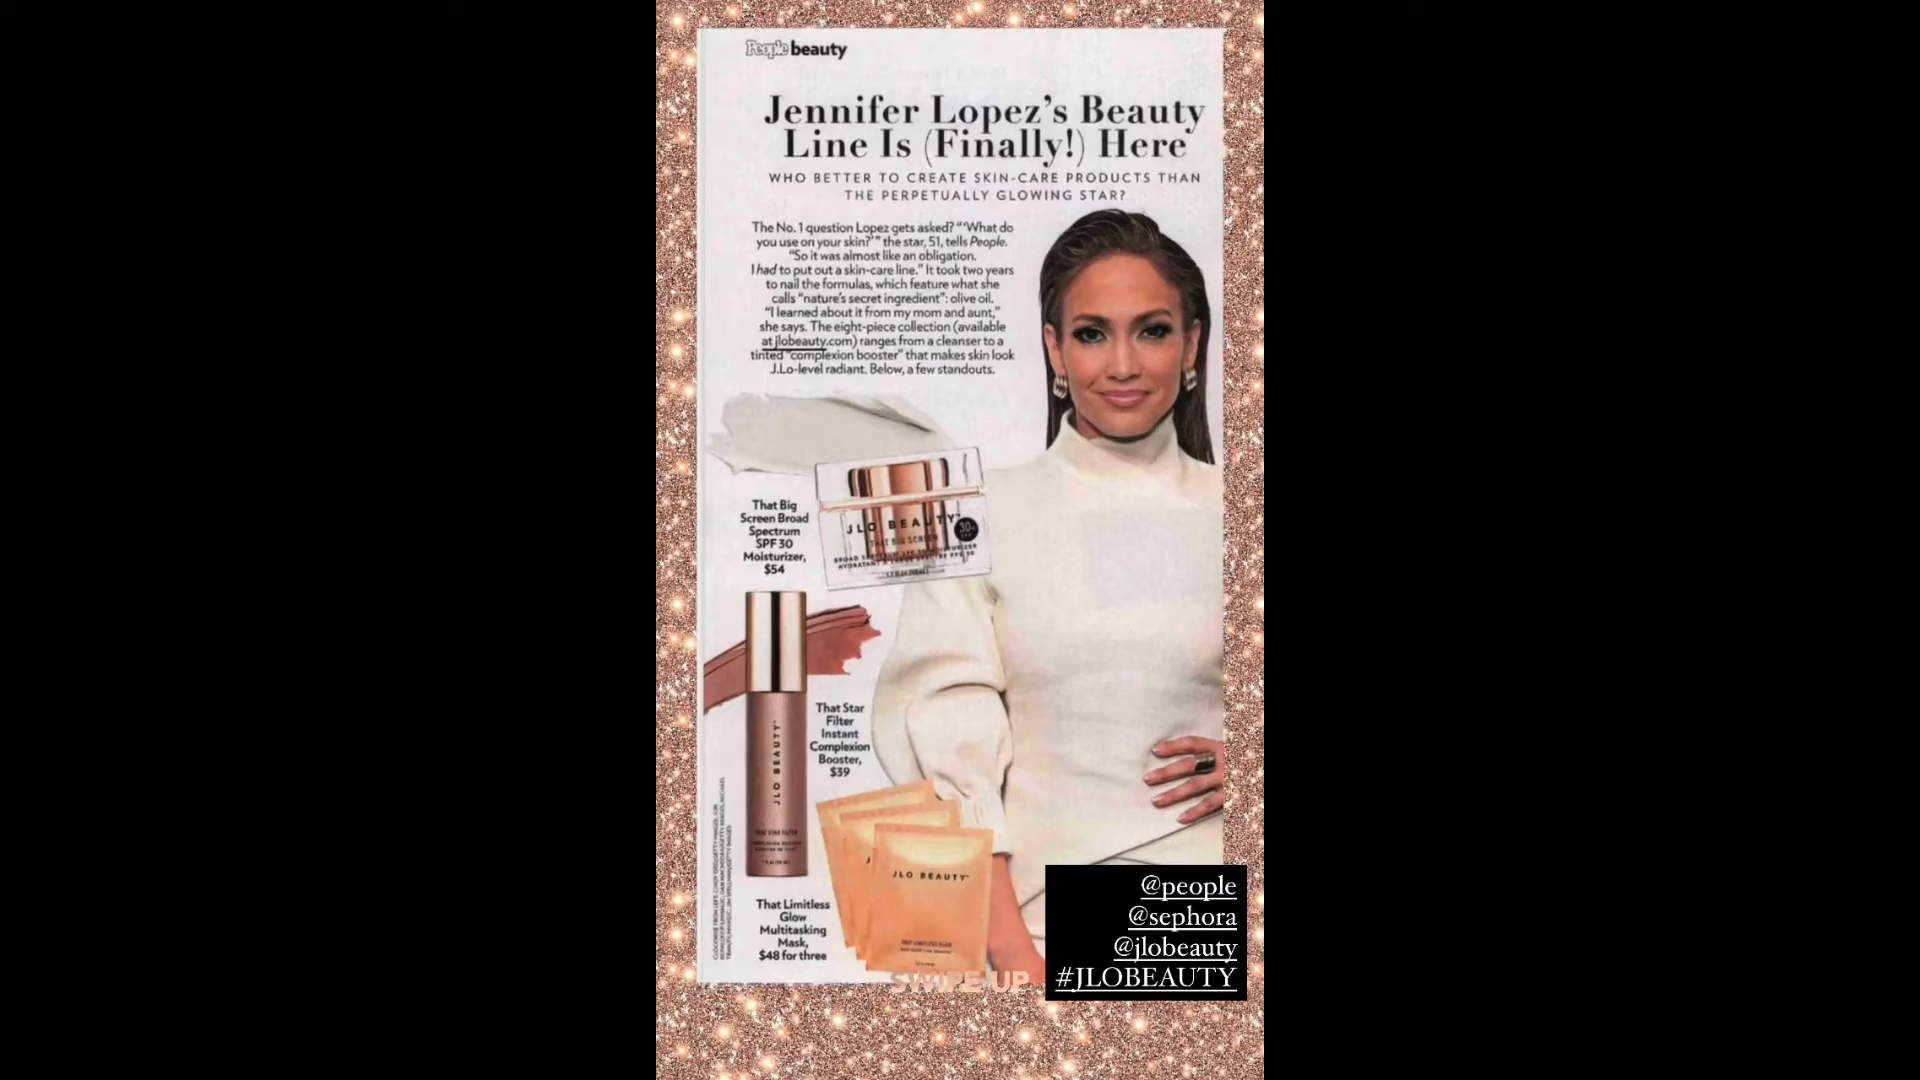 People beauty
Jennifer Lopez's Beauty
Line Is (Finally!) Here
WHO BETTER TO CREATE SKIN-CARE PRODUCTS THAN
THE PERPETUALLY GLOWING STAR?
The No. 1 question Lopez gets asked? "'What do
you use on your skin?'" the star, 51, tells People.
"So it was almost like an obligation.
I had to put out a skin-care line." It took two years
to nail the formulas, which feature what she
calls "nature's secret ingredient": olive oil.
"I learned about it from my mom and aunt,"
she says. The eight-piece collection (available
at jlobeauty.com) ranges from a cleanser to a
tinted "complexion booster" that makes skin look
J.Lo-level radiant. Below, a few standouts.
JLO BEAUTY
30
THAT BIG SCREEN
That Big
Screen Broad
Spectrum
SPF 30
Moisturizer,
$54
JLO BEAUTY
THAT STAR FILTER
That Star
Filter
Instant
Complexion
Booster,
$39
JLO BEAUTY
THAT LIMITLESS GLOW
That Limitless
Glow
Multitasking
Mask,
$48 for three
SWIPE UP
@people
@sephora
@jlobeauty
#JLOBEAUTY